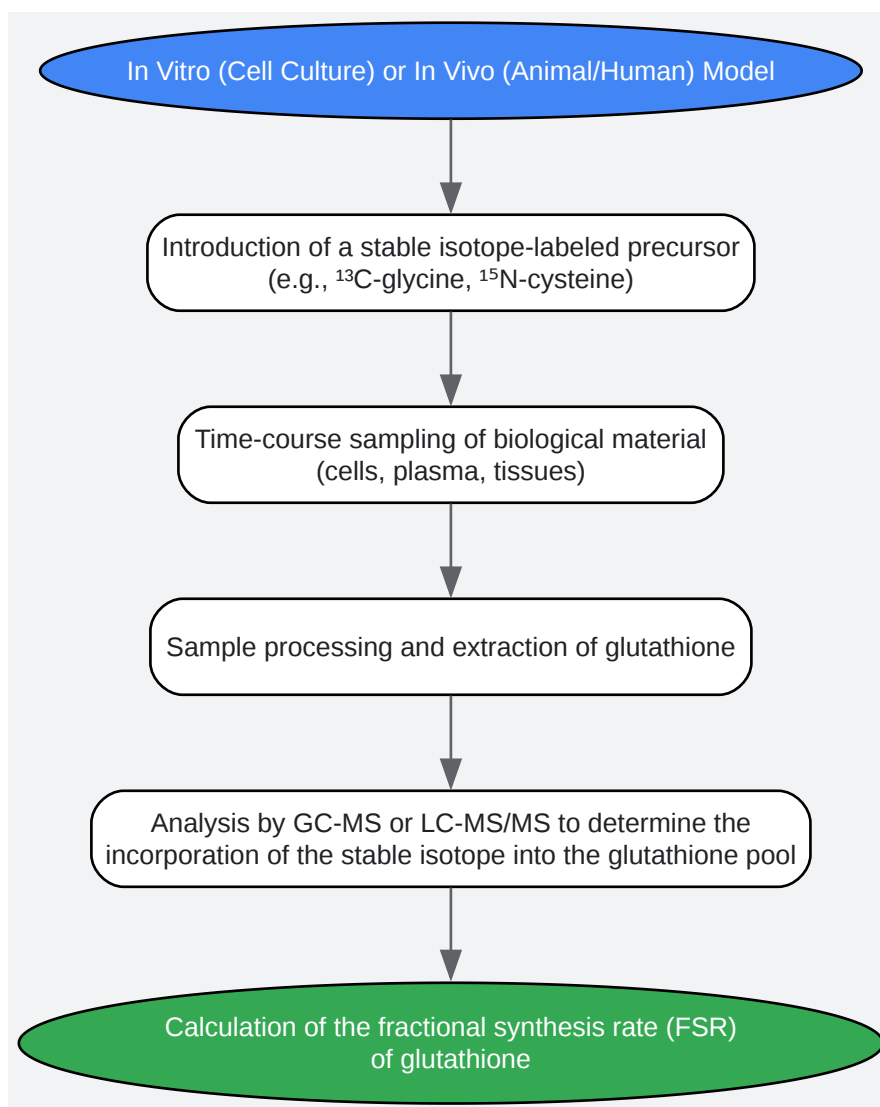 In Vitro (Cell Culture) or In Vivo (Animal/Human) Model
Introduction of a stable isotope-labeled precursor
(e.g., ¹³C-glycine, ¹⁵N-cysteine)
Time-course sampling of biological material
(cells, plasma, tissues)
Sample processing and extraction of glutathione
Analysis by GC-MS or LC-MS/MS to determine the
incorporation of the stable isotope into the glutathione pool
Calculation of the fractional synthesis rate (FSR)
of glutathione